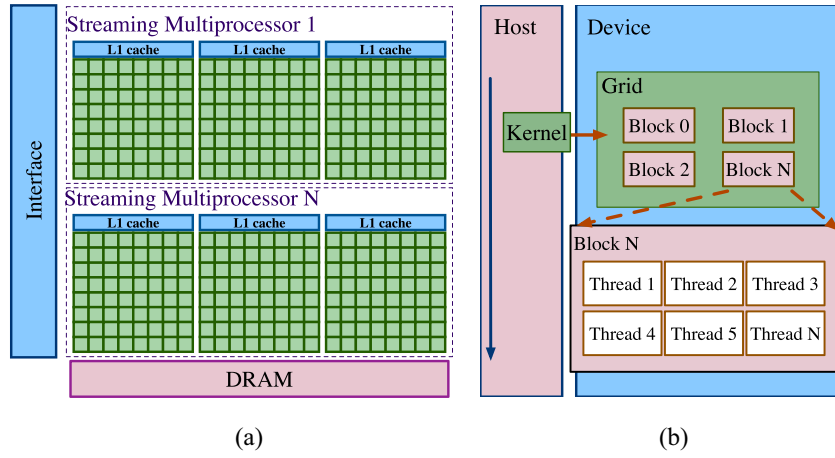 Streaming Multiprocessor 1
L1 cache L1 cache L1 cache
Streaming Multiprocessor N
L1 cache L1 cache L1 cache
Interface
DRAM
(a)
Host
Device
Grid
Kernel
Block 0 Block 1
Block 2 Block N
Block N
Thread 1 Thread 2 Thread 3
Thread 4 Thread 5 Thread N
(b)